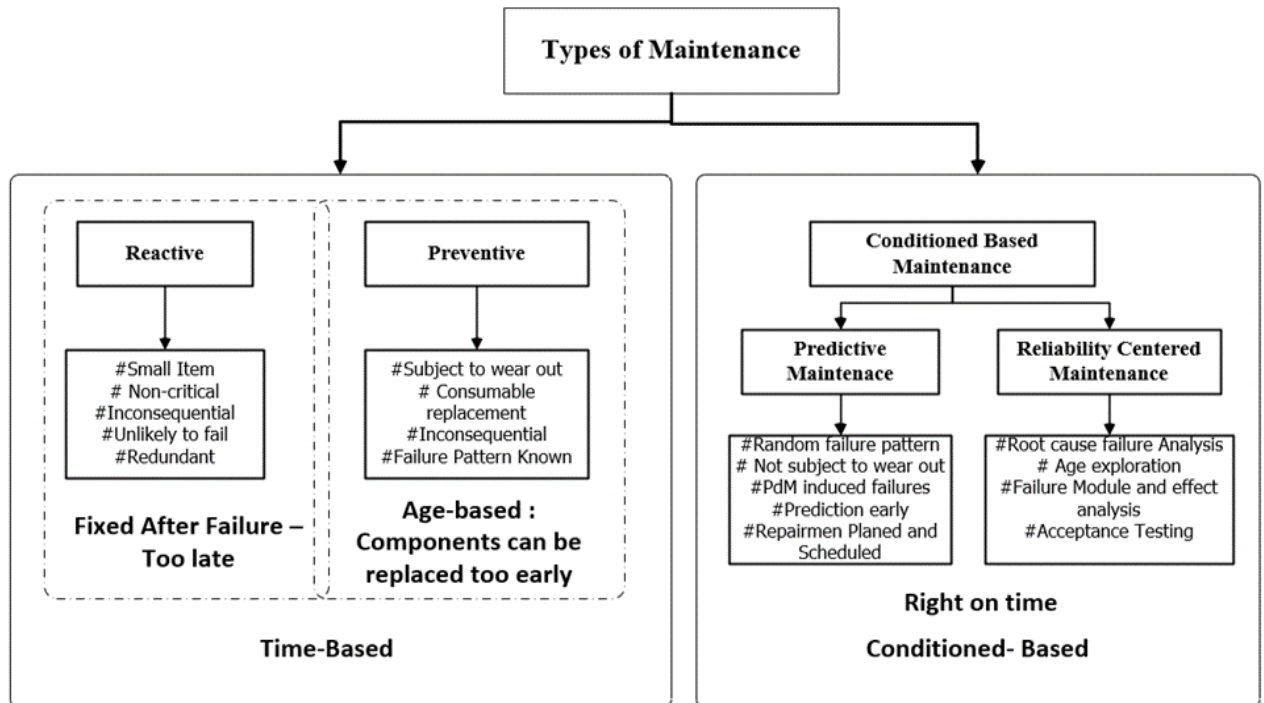 Types of Maintenance
Reactive
#Small Item
# Non-critical
#Inconsequential
#Unlikely to fail
#Redundant
Fixed After Failure –
Too late
Preventive
#Subject to wear out
# Consumable
replacement
#Inconsequential
#Failure Pattern Known
Age-based :
Components can be
replaced too early
Time-Based
Conditioned Based
Maintenance
Predictive
Maintenace
#Random failure pattern
# Not subject to wear out
#PdM induced failures
#Prediction early
#Repairmen Planed and
Scheduled
Reliability Centered
Maintenance
#Root cause failure Analysis
# Age exploration
#Failure Module and effect
analysis
#Acceptance Testing
Right on time
Conditioned- Based